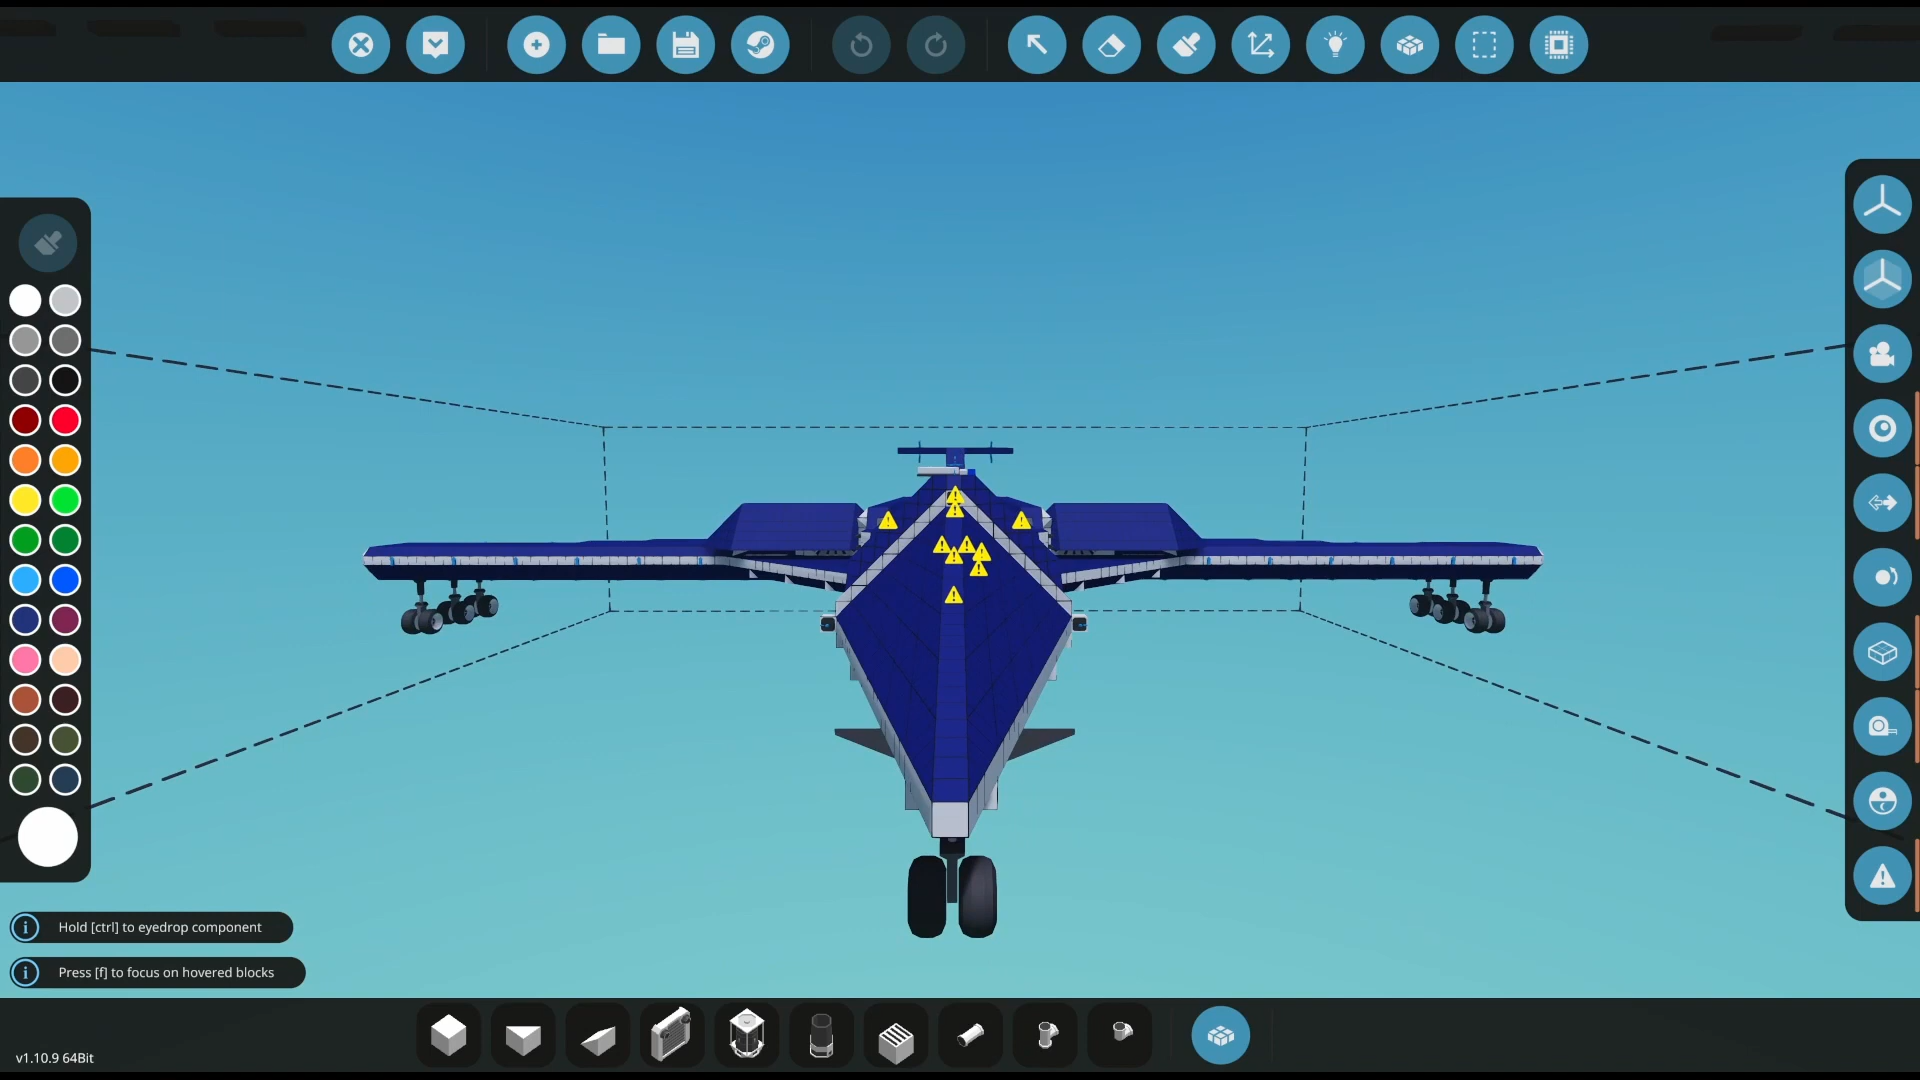 Hold [ctrl] to eyedrop component
Press [f] to focus on hovered blocks
v1.10.9 64Bit